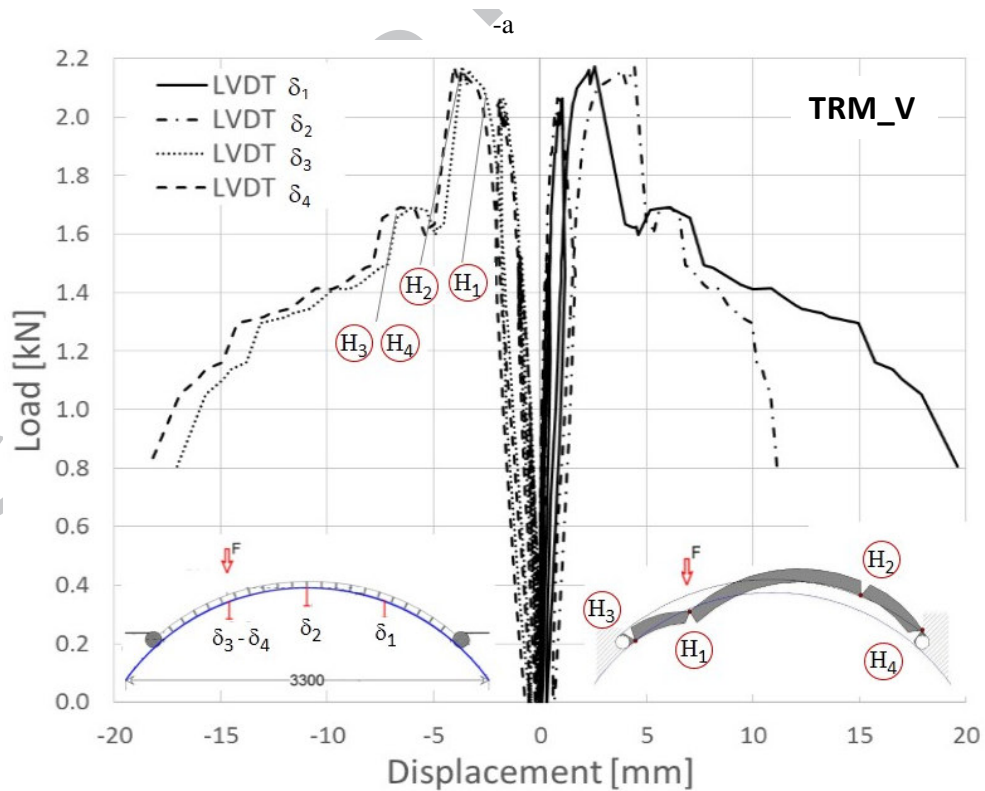 -a
2.2
2.0
1.8
1.6
1.4
1.2
1.0
0.8
0.6
0.4
0.2
0.0
Load [kN]
LVDT δ1
LVDT δ2
LVDT δ3
LVDT δ4
TRM_V
H2
H1
H3
H4
F
δ3 - δ4
δ2
δ1
3300
F
H2
H3
H1
H4
-20
-15
-10
-5
0
5
10
15
20
Displacement [mm]